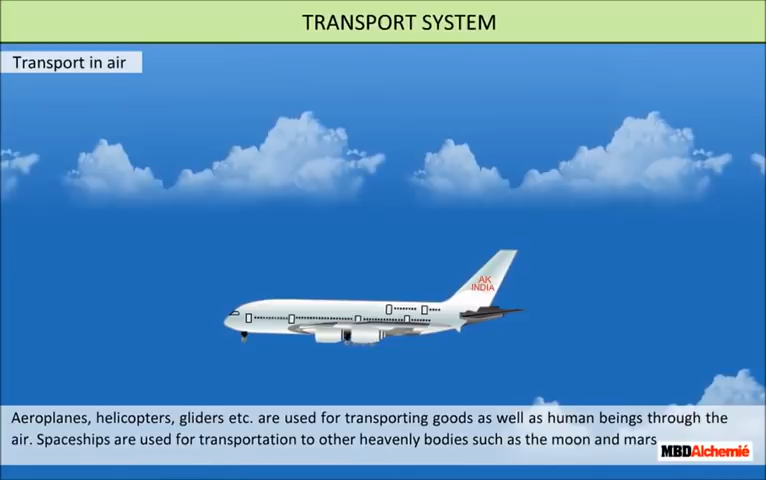 TRANSPORT SYSTEM
Transport in air
AK
INDIA
Aeroplanes, helicopters, gliders etc. are used for transporting goods as well as human beings through the
air. Spaceships are used for transportation to other heavenly bodies such as the moon and mars
MBDAlchemié